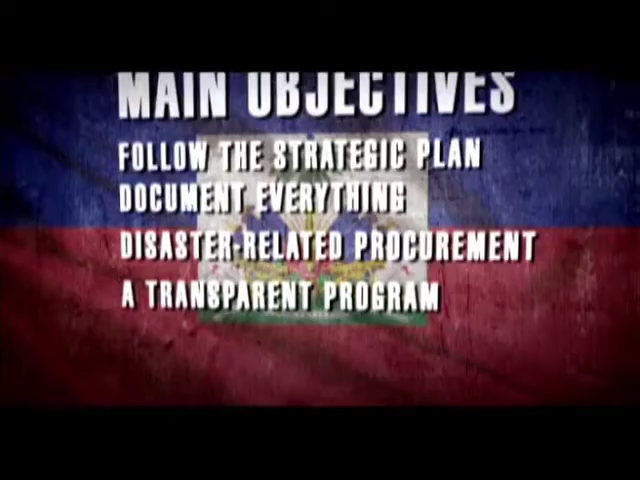 MAIN OBJECTIVES
FOLLOW THE STRATEGIC PLAN
DOCUMENT EVERYTHING
DISASTER-RELATED PROCUREMENT
A TRANSPARENT PROGRAM